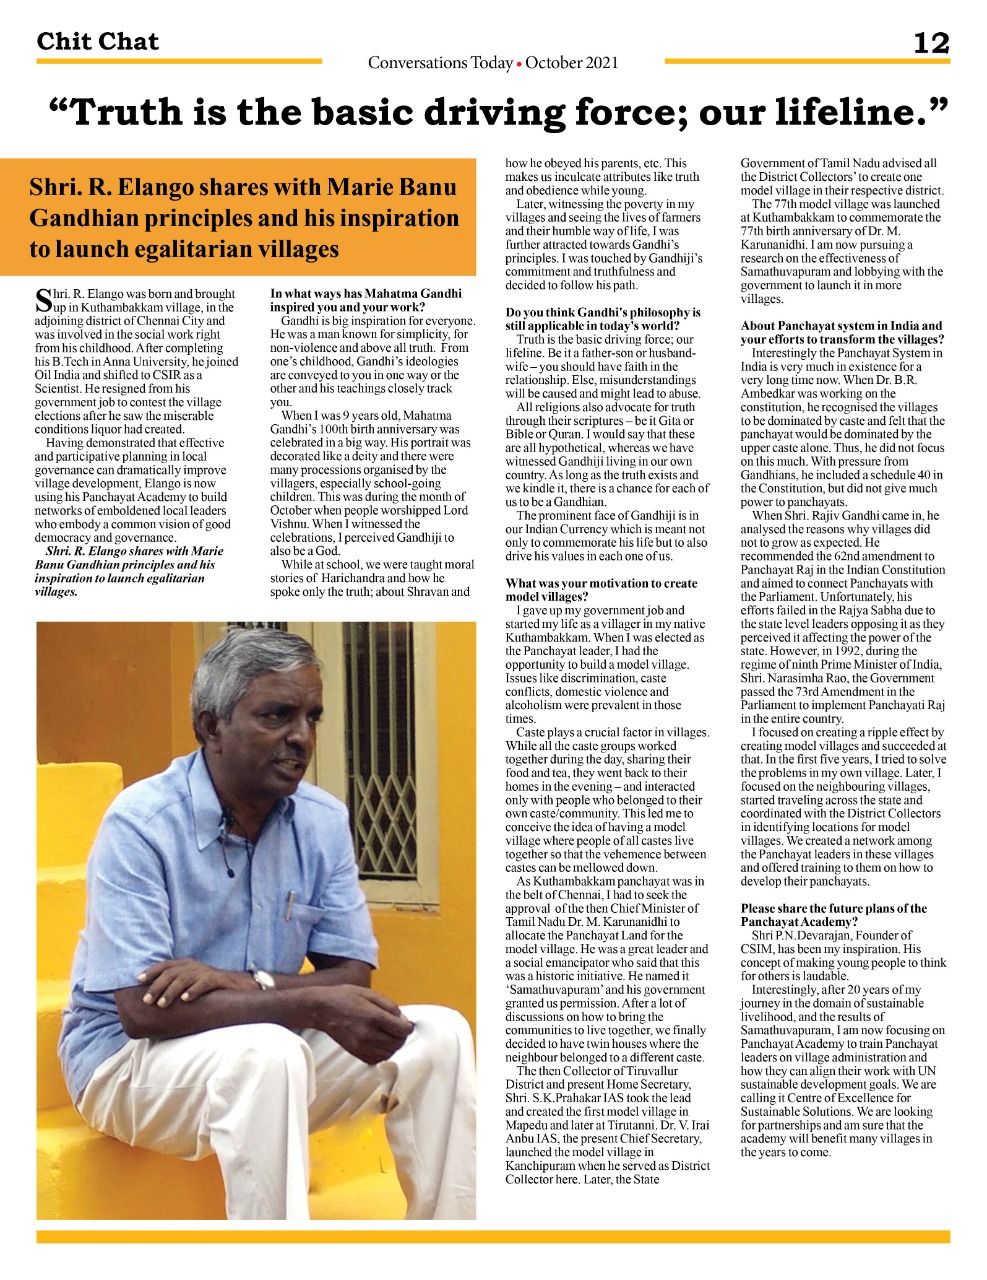 Chit Chat
12
Conversations Today • October 2021
“Truth is the basic driving force; our lifeline.”
Shri. R. Elango shares with Marie Banu
Gandhian principles and his inspiration
to launch egalitarian villages
Shri. R. Elango was born and brought
up in Kuthambakkam village, in the
adjoining district of Chennai City and
was involved in the social work right
from his childhood. After completing
his B.Tech in Anna University, he joined
Oil India and shifted to CSIR as a
Scientist. He resigned from his
government job to contest the village
elections after he saw the miserable
conditions liquor had created.
Having demonstrated that effective
and participative planning in local
governance can dramatically improve
village development, Elango is now
using his Panchayat Academy to build
networks of emboldened local leaders
who embody a common vision of good
democracy and governance.
Shri. R. Elango shares with Marie
Banu Gandhian principles and his
inspiration to launch egalitarian
villages.
In what ways has Mahatma Gandhi
inspired you and your work?
Gandhi is big inspiration for everyone.
He was a man known for simplicity, for
non-violence and above all truth. From
one's childhood, Gandhi's ideologies
are conveyed to you in one way or the
other and his teachings closely track
you.
When I was 9 years old, Mahatma
Gandhi's 100th birth anniversary was
celebrated in a big way. His portrait was
decorated like a deity and there were
many processions organised by the
villagers, especially school-going
children. This was during the month of
October when people worshipped Lord
Vishnu. When I witnessed the
celebrations, I perceived Gandhiji to
also be a God.
While at school, we were taught moral
stories of Harichandra and how he
spoke only the truth; about Shravan and
how he obeyed his parents, etc. This
makes us inculcate attributes like truth
and obedience while young.
Later, witnessing the poverty in my
villages and seeing the lives of farmers
and their humble way of life, I was
further attracted towards Gandhi's
principles. I was touched by Gandhiji's
commitment and truthfulness and
decided to follow his path.
Do you think Gandhi's philosophy is
still applicable in today's world?
Truth is the basic driving force; our
lifeline. Be it a father-son or husband-
wife – you should have faith in the
relationship. Else, misunderstandings
will be caused and might lead to abuse.
All religions also advocate for truth
through their scriptures – be it Gita or
Bible or Quran. I would say that these
are all hypothetical, whereas we have
witnessed Gandhiji living in our own
country. As long as the truth exists and
we kindle it, there is a chance for each of
us to be a Gandhian.
The prominent face of Gandhiji is in
our Indian Currency which is meant not
only to commemorate his life but to also
drive his values in each one of us.
What was your motivation to create
model villages?
I gave up my government job and
started my life as a villager in my native
Kuthambakkam. When I was elected as
the Panchayat leader, I had the
opportunity to build a model village.
Issues like discrimination, caste
conflicts, domestic violence and
alcoholism were prevalent in those
times.
Caste plays a crucial factor in villages.
While all the caste groups worked
together during the day, sharing their
food and tea, they went back to their
homes in the evening – and interacted
only with people who belonged to their
own caste/community. This led me to
conceive the idea of having a model
village where people of all castes live
together so that the vehemence between
castes can be mellowed down.
As Kuthambakkam panchayat was in
the belt of Chennai, I had to seek the
approval of the then Chief Minister of
Tamil Nadu Dr. M. Karunanidhi to
allocate the Panchayat Land for the
model village. He was a great leader and
a social emancipator who said that this
was a historic initiative. He named it
‘Samathuvapuram’ and his government
granted us permission. After a lot of
discussions on how to bring the
communities to live together, we finally
decided to have twin houses where the
neighbour belonged to a different caste.
The then Collector of Tiruvallur
District and present Home Secretary,
Shri. S.K.Prahakar IAS took the lead
and created the first model village in
Mapedu and later at Tirutanni. Dr. V. Irai
Anbu IAS, the present Chief Secretary,
launched the model village in
Kanchipuram when he served as District
Collector here. Later, the State
Government of Tamil Nadu advised all
the District Collectors’ to create one
model village in their respective district.
The 77th model village was launched
at Kuthambakkam to commemorate the
77th birth anniversary of Dr. M.
Karunanidhi. I am now pursuing a
research on the effectiveness of
Samathuvapuram and lobbying with the
government to launch it in more
villages.
About Panchayat system in India and
your efforts to transform the villages?
Interestingly the Panchayat System in
India is very much in existence for a
very long time now. When Dr. B.R.
Ambedkar was working on the
constitution, he recognised the villages
to be dominated by caste and felt that the
panchayat would be dominated by the
upper caste alone. Thus, he did not focus
on this much. With pressure from
Gandhians, he included a schedule 40 in
the Constitution, but did not give much
power to panchayats.
When Shri. Rajiv Gandhi came in, he
analysed the reasons why villages did
not to grow as expected. He
recommended the 62nd amendment to
Panchayat Raj in the Indian Constitution
and aimed to connect Panchayats with
the Parliament. Unfortunately, his
efforts failed in the Rajya Sabha due to
the state level leaders opposing it as they
perceived it affecting the power of the
state. However, in 1992, during the
regime of ninth Prime Minister of India,
Shri. Narasimha Rao, the Government
passed the 73rd Amendment in the
Parliament to implement Panchayati Raj
in the entire country.
I focused on creating a ripple effect by
creating model villages and succeeded at
that. In the first five years, I tried to solve
the problems in my own village. Later, I
focused on the neighbouring villages,
started traveling across the state and
coordinated with the District Collectors
in identifying locations for model
villages. We created a network among
the Panchayat leaders in these villages
and offered training to them on how to
develop their panchayats.
Please share the future plans of the
Panchayat Academy?
Shri P.N.Devarajan, Founder of
CSIM, has been my inspiration. His
concept of making young people to think
for others is laudable.
Interestingly, after 20 years of my
journey in the domain of sustainable
livelihood, and the results of
Samathuvapuram, I am now focusing on
Panchayat Academy to train Panchayat
leaders on village administration and
how they can align their work with UN
sustainable development goals. We are
calling it Centre of Excellence for
Sustainable Solutions. We are looking
for partnerships and am sure that the
academy will benefit many villages in
the years to come.